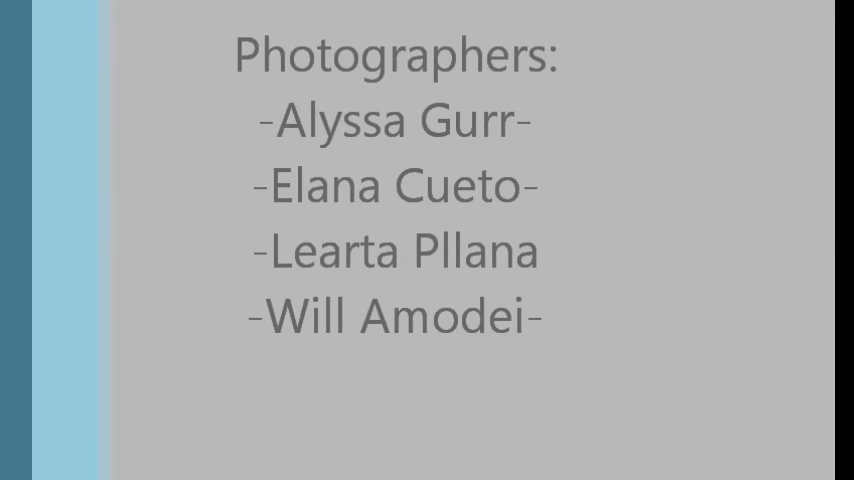 Photographers:
-Alyssa Gurr-
-Elana Cueto-
-Learta Pllana
-Will Amodei-